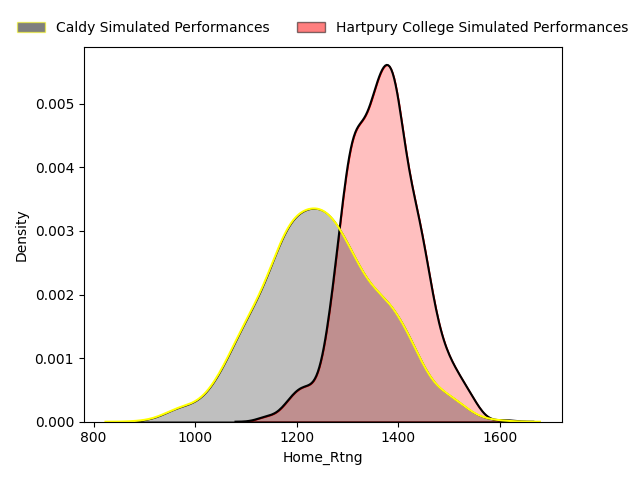 Caldy Simulated Performances
Hartpury College Simulated Performances
0.005
0.004
0.003
0.002
0.001
0.000
Density
800
1000
1200
1400
1600
Home_Rtng